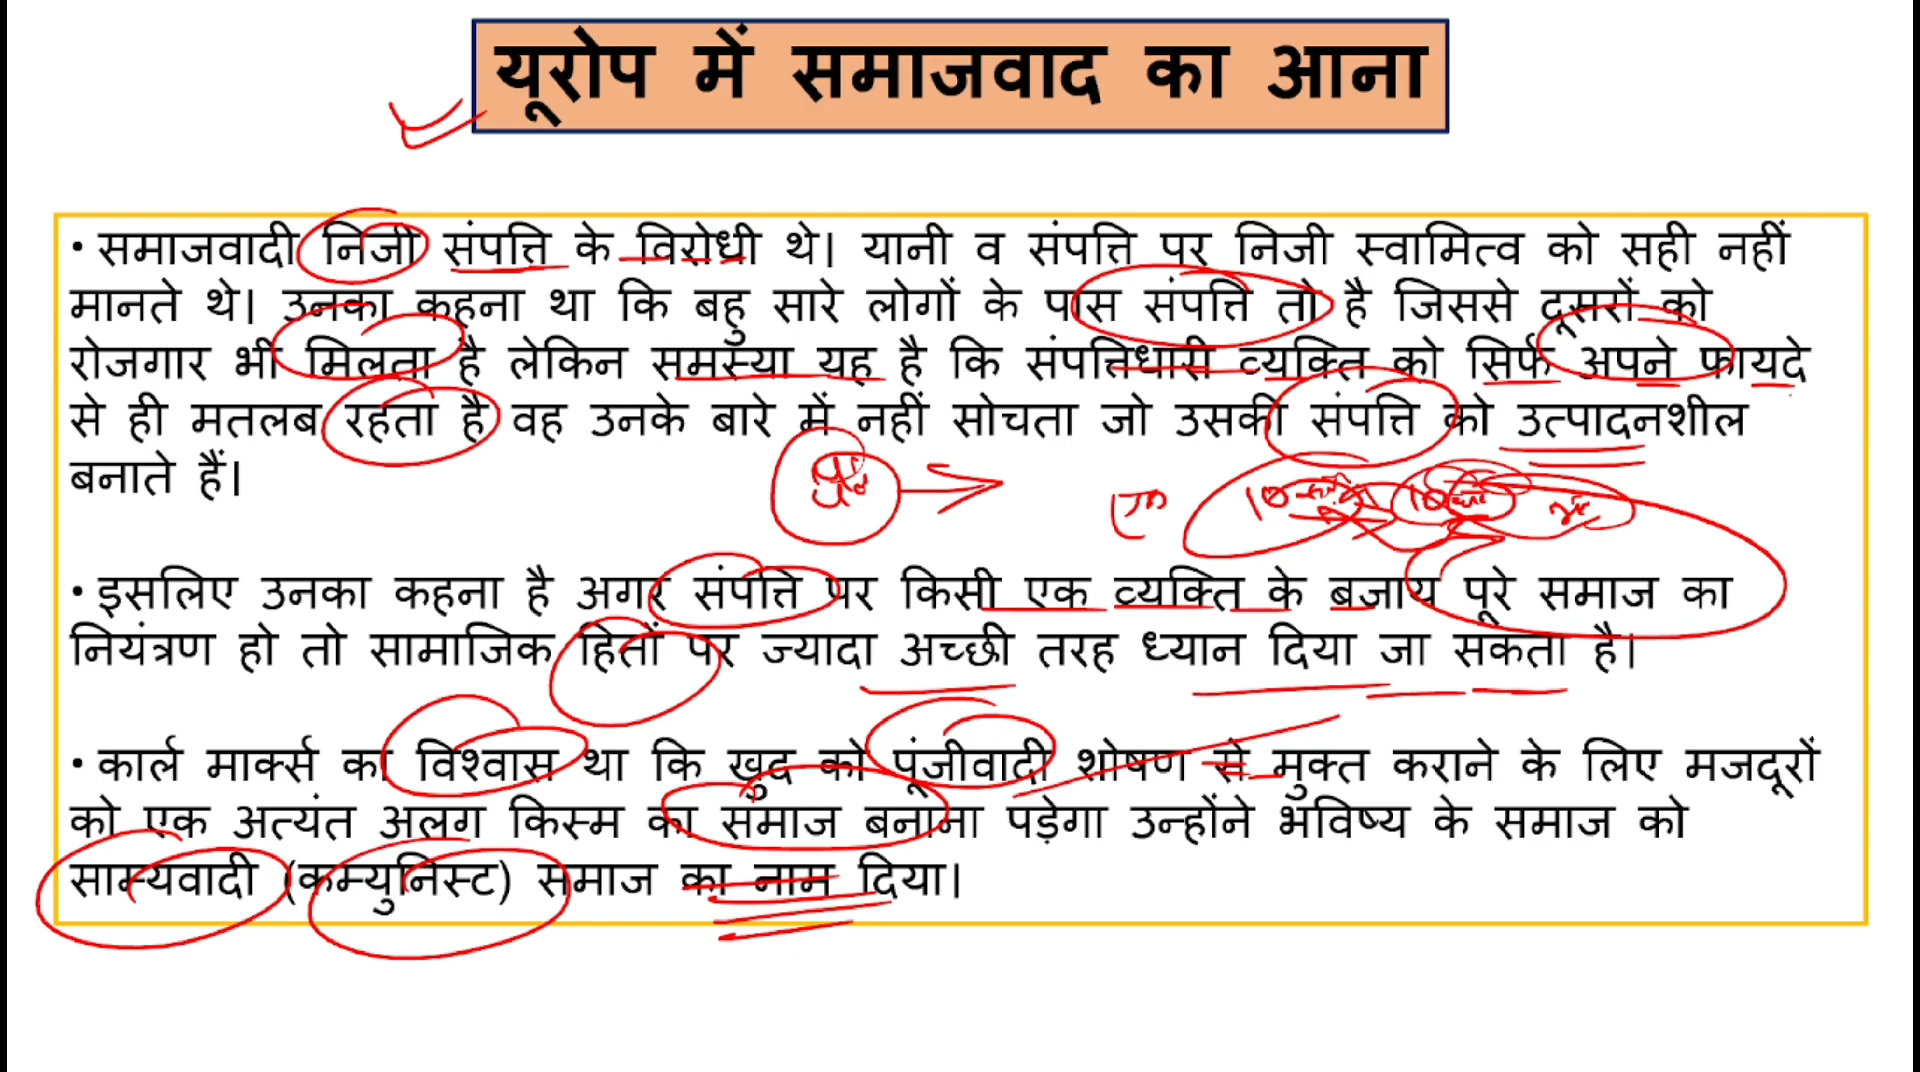 यूरोप में समाजवाद का आना
• समाजवादी निजी संपत्ति के विरोधी थे। यानी व संपत्ति पर निजी स्वामित्व को सही नहीं
मानते थे। उनका कहना था कि बहु सारे लोगों के पास संपत्ति तो है जिससे दूसरों को
रोजगार भी मिलता है लेकिन समस्या यह है कि संपत्तिधारी व्यक्ति को सिर्फ अपने फायदे
से ही मतलब रहता है वह उनके बारे में नहीं सोचता जो उसकी संपत्ति को उत्पादनशील
बनाते हैं।
• इसलिए उनका कहना है अगर संपत्ति पर किसी एक व्यक्ति के बजाय पूरे समाज का
नियंत्रण हो तो सामाजिक हितों पर ज्यादा अच्छी तरह ध्यान दिया जा सकता है।
• कार्ल मार्क्स का विश्वास था कि खुद को पूंजीवादी शोषण से मुक्त कराने के लिए मजदूरों
को एक अत्यंत अलग किस्म का समाज बनाना पड़ेगा उन्होंने भविष्य के समाज को
साम्यवादी (कम्युनिस्ट) समाज का नाम दिया।